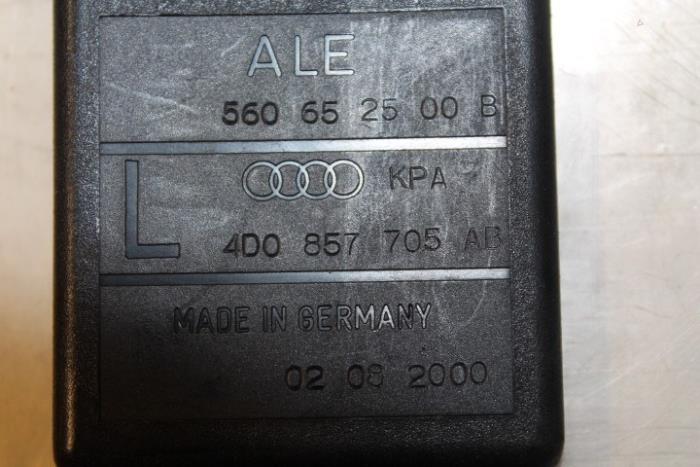 ALE
560 65 25 00 B
L
KPA
4D0 857 705 AB
MADE IN GERMANY
02 08 2000